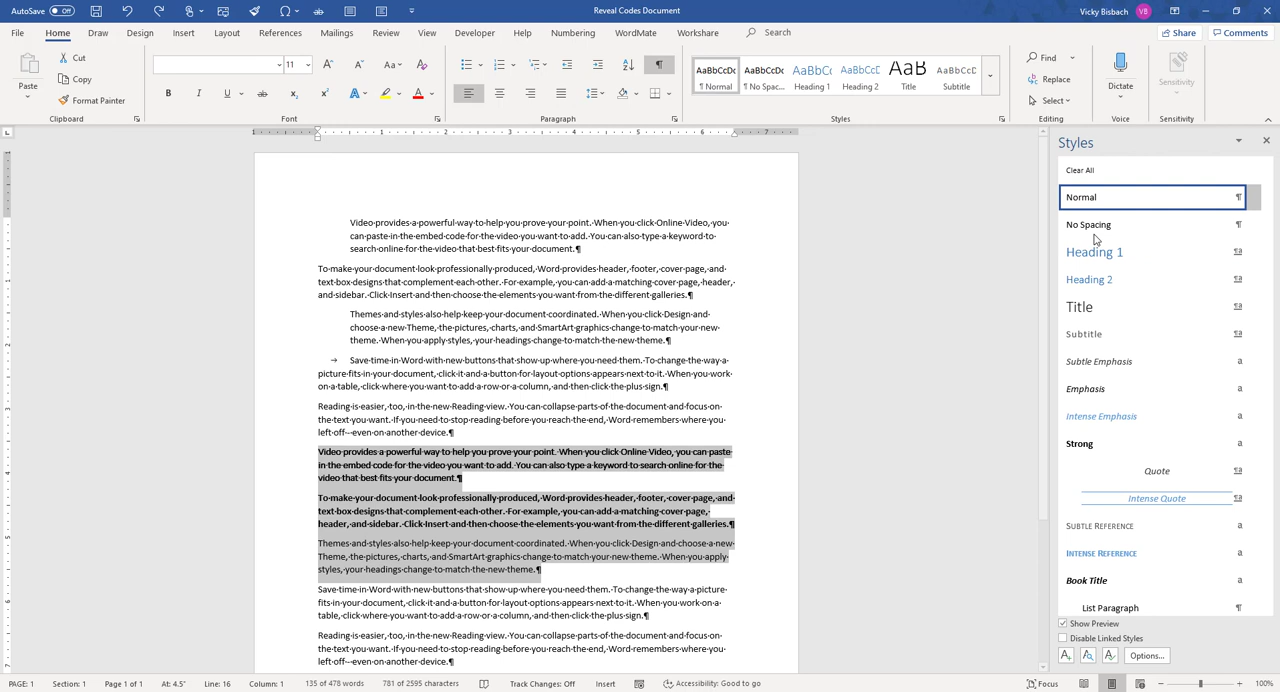 AutoSave Off
Reveal Codes Document
Vicky Bisbach VB
File Home Draw Design Insert Layout References Mailings Review View Developer Help Numbering WordMate Workshare Search Share Comments
Paste
Cut
Copy
Format Painter
Clipboard
11
Aa
B I U ab x₂ x² A A
Font
Paragraph
AaBbCcDc AaBbCcDc AaBbCc AaBbCcC AaB AaBbCcD
¶ Normal ¶ No Spac... Heading 1 Heading 2 Title Subtitle
Styles
Find
Replace
Select
Editing
Dictate
Voice
Sensitivity
Sensitivity
1 1 2 3 4 5 6 7
Video·provides·a·powerful·way·to·help·you·prove·your·point.·When·you·click·Online·Video,·you·
can·paste·in·the·embed·code·for·the·video·you·want·to·add.·You·can·also·type·a·keyword·to·
search·online·for·the·video·that·best·fits·your·document.¶
To·make·your·document·look·professionally·produced,·Word·provides·header,·footer,·cover·page,·and·
text·box·designs·that·complement·each·other.·For·example,·you·can·add·a·matching·cover·page,·header,·
and·sidebar.·Click·Insert·and·then·choose·the·elements·you·want·from·the·different·galleries.¶
Themes·and·styles·also·help·keep·your·document·coordinated.·When·you·click·Design·and·
choose·a·new·Theme,·the·pictures,·charts,·and·SmartArt·graphics·change·to·match·your·new·
theme.·When·you·apply·styles,·your·headings·change·to·match·the·new·theme.¶
→ Save·time·in·Word·with·new·buttons·that·show·up·where·you·need·them.·To·change·the·way·a·
picture·fits·in·your·document,·click·it·and·a·button·for·layout·options·appears·next·to·it.·When·you·work·
on·a·table,·click·where·you·want·to·add·a·row·or·a·column,·and·then·click·the·plus·sign.¶
Reading·is·easier,·too,·in·the·new·Reading·view.·You·can·collapse·parts·of·the·document·and·focus·on·
the·text·you·want.·If·you·need·to·stop·reading·before·you·reach·the·end,·Word·remembers·where·you·
left·off·-·even·on·another·device.¶
Video·provides·a·powerful·way·to·help·you·prove·your·point.·When·you·click·Online·Video,·you·can·paste·
in·the·embed·code·for·the·video·you·want·to·add.·You·can·also·type·a·keyword·to·search·online·for·the·
video·that·best·fits·your·document.¶
To·make·your·document·look·professionally·produced,·Word·provides·header,·footer,·cover·page,·and·
text·box·designs·that·complement·each·other.·For·example,·you·can·add·a·matching·cover·page,·
header,·and·sidebar.·Click·Insert·and·then·choose·the·elements·you·want·from·the·different·galleries.¶
Themes·and·styles·also·help·keep·your·document·coordinated.·When·you·click·Design·and·choose·a·new·
Theme,·the·pictures,·charts,·and·SmartArt·graphics·change·to·match·your·new·theme.·When·you·apply·
styles,·your·headings·change·to·match·the·new·theme.¶
Save·time·in·Word·with·new·buttons·that·show·up·where·you·need·them.·To·change·the·way·a·picture·
fits·in·your·document,·click·it·and·a·button·for·layout·options·appears·next·to·it.·When·you·work·on·a·
table,·click·where·you·want·to·add·a·row·or·a·column,·and·then·click·the·plus·sign.¶
Reading·is·easier,·too,·in·the·new·Reading·view.·You·can·collapse·parts·of·the·document·and·focus·on·
the·text·you·want.·If·you·need·to·stop·reading·before·you·reach·the·end,·Word·remembers·where·you·
left·off·-·even·on·another·device.¶
Styles
Clear All
Normal ¶
No Spacing ¶
Heading 1 ¶a
Heading 2 ¶a
Title ¶a
Subtitle ¶a
Subtle Emphasis a
Emphasis a
Intense Emphasis a
Strong a
Quote ¶a
Intense Quote ¶a
SUBTLE REFERENCE a
INTENSE REFERENCE a
Book Title a
List Paragraph ¶
Show Preview
Disable Linked Styles
Options...
PAGE: 1 Section: 1 Page 1 of 1 At: 4.5" Line: 16 Column: 1 135 of 478 words 781 of 2595 characters Track Changes: Off Insert Accessibility: Good to go Focus 100%